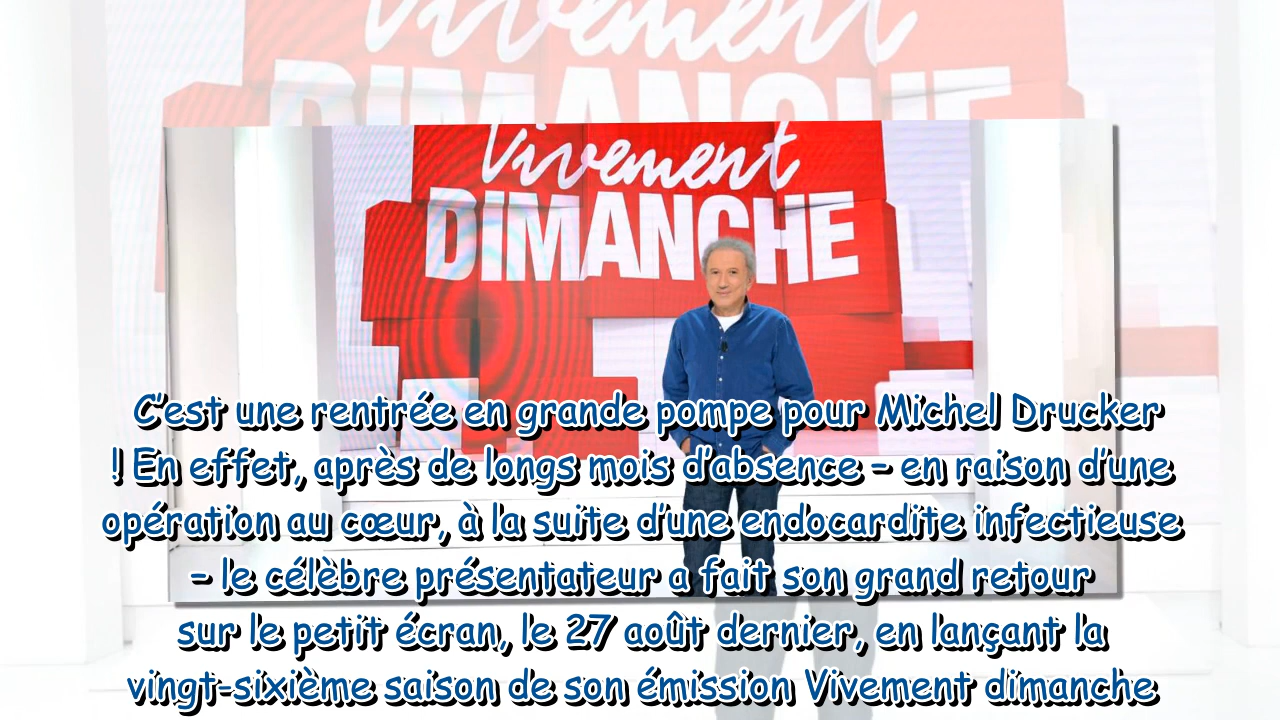 Vivement
DIMANCHE
Vivement
DIMANCHE
C'est une rentrée en grande pompe pour Michel Drucker
! En effet, après de longs mois d'absence – en raison d'une
opération au cœur, à la suite d'une endocardite infectieuse
– le célèbre présentateur a fait son grand retour
sur le petit écran, le 27 août dernier, en lançant la
vingt-sixième saison de son émission Vivement dimanche